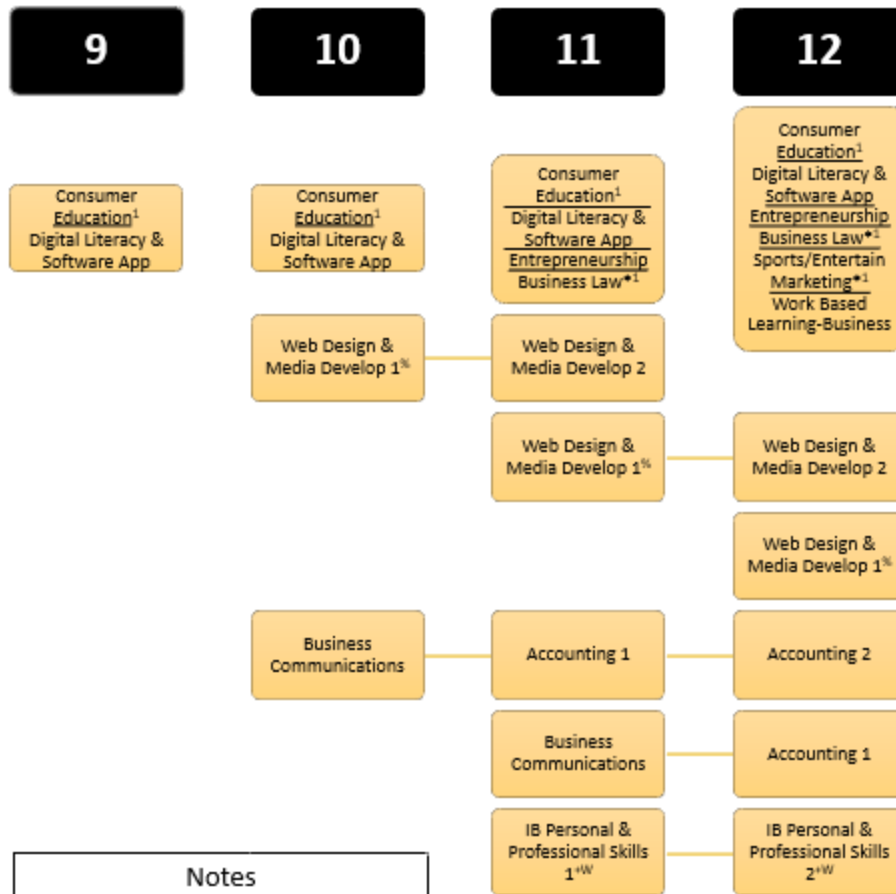 9
10
11
12
Consumer
Education¹
Digital Literacy &
Software App
Consumer
Education¹
Digital Literacy &
Software App
Consumer
Education¹
Digital Literacy &
Software App
Entrepreneurship
Business Law*¹
Consumer
Education¹
Digital Literacy &
Software App
Entrepreneurship
Business Law*¹
Sports/Entertain
Marketing*¹
Work Based
Learning-Business
Web Design &
Media Develop 1%
Web Design &
Media Develop 2
Web Design &
Media Develop 1%
Web Design &
Media Develop 2
Web Design &
Media Develop 1%
Business
Communications
Accounting 1
Accounting 2
Business
Communications
Accounting 1
IB Personal &
Professional Skills
1⁺ᵂ
IB Personal &
Professional Skills
2⁺ᵂ
Notes